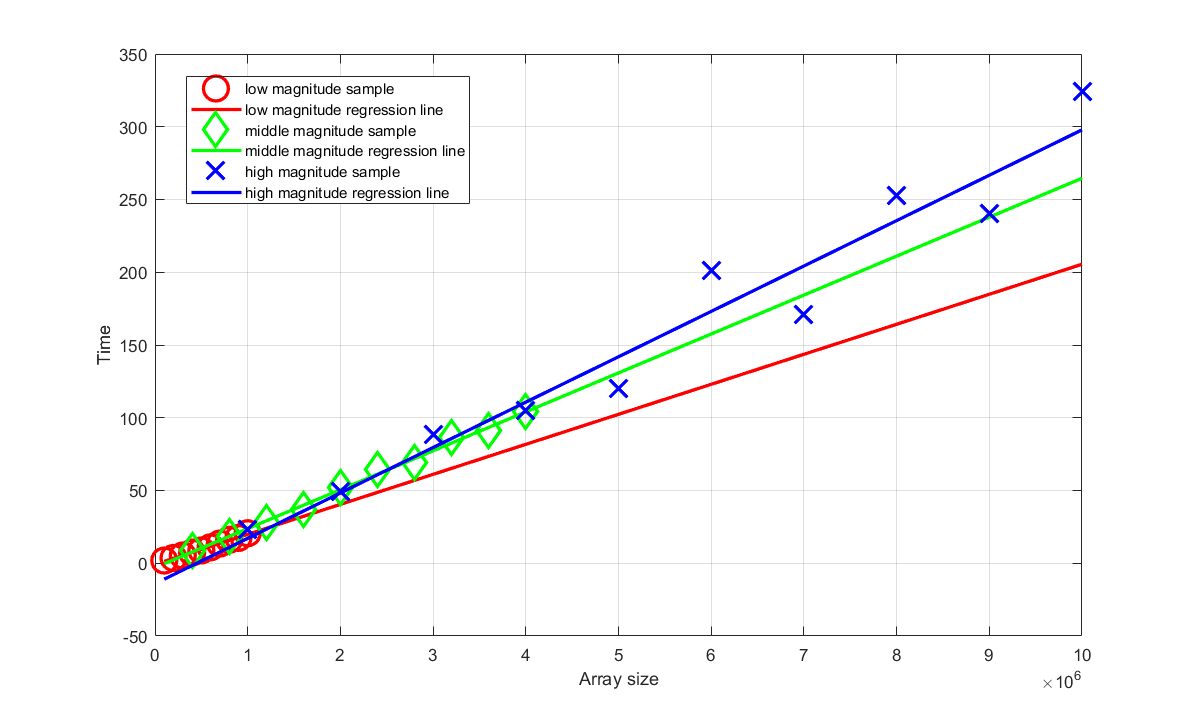 350
300
250
200
150
100
50
0
-50
Time
low magnitude sample
low magnitude regression line
middle magnitude sample
middle magnitude regression line
high magnitude sample
high magnitude regression line
0 1 2 3 4 5 6 7 8 9 10
Array size
×10⁶